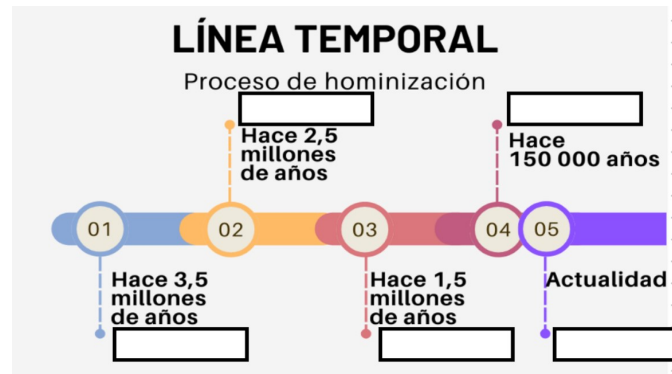 LÍNEA TEMPORAL
Proceso de hominización
Hace 2,5
millones
de años
Hace
150 000 años
01
02
03
04
05
Hace 3,5
millones
de años
Hace 1,5
millones
de años
Actualidad